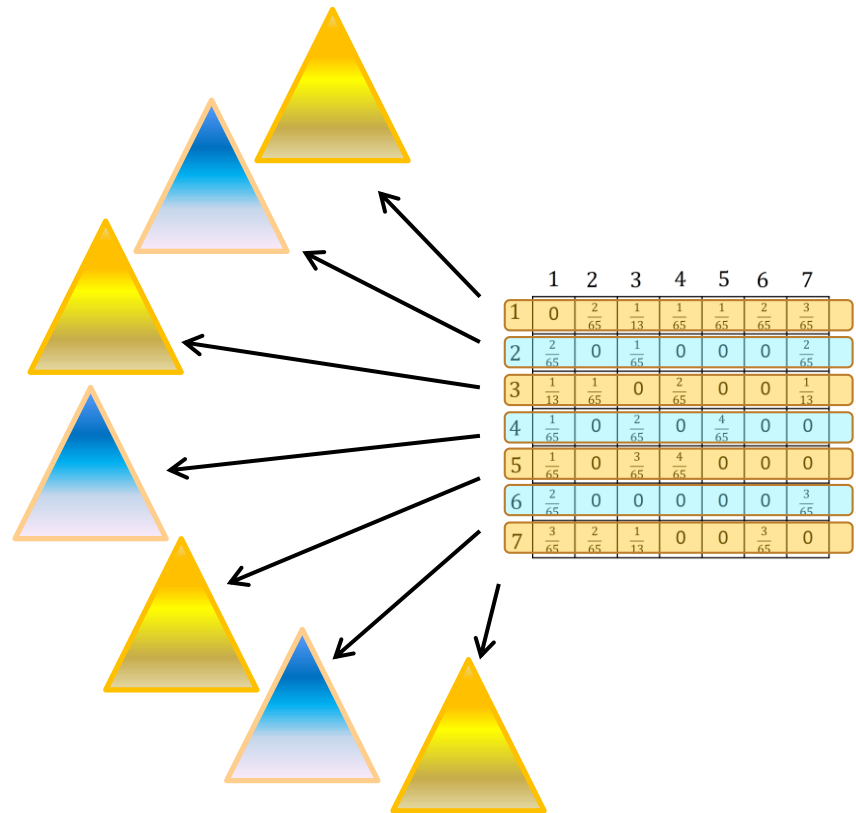 1 2 3 4 5 6 7
1 0 2/65 1/13 1/65 1/65 2/65 3/65
2 2/65 0 1/65 0 0 0 2/65
3 1/13 1/65 0 2/65 0 0 1/13
4 1/65 0 2/65 0 4/65 0 0
5 1/65 0 3/65 4/65 0 0 0
6 2/65 0 0 0 0 0 3/65
7 3/65 2/65 1/13 0 0 3/65 0